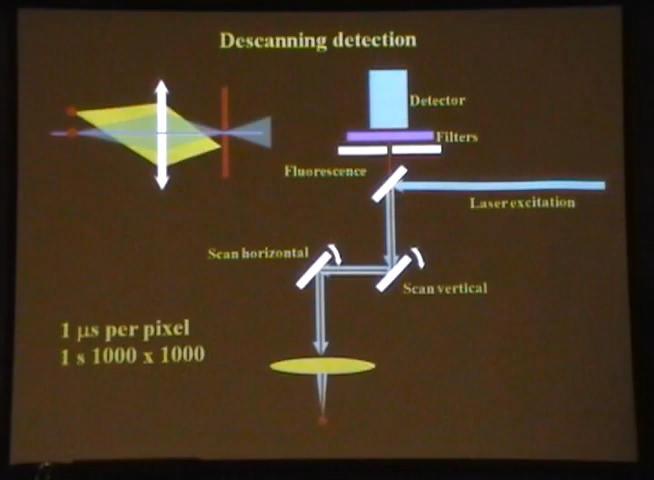 Descanning detection
Detector
Filters
Fluorescence
Laser excitation
Scan horizontal
Scan vertical
1 µs per pixel
1 s 1000 x 1000